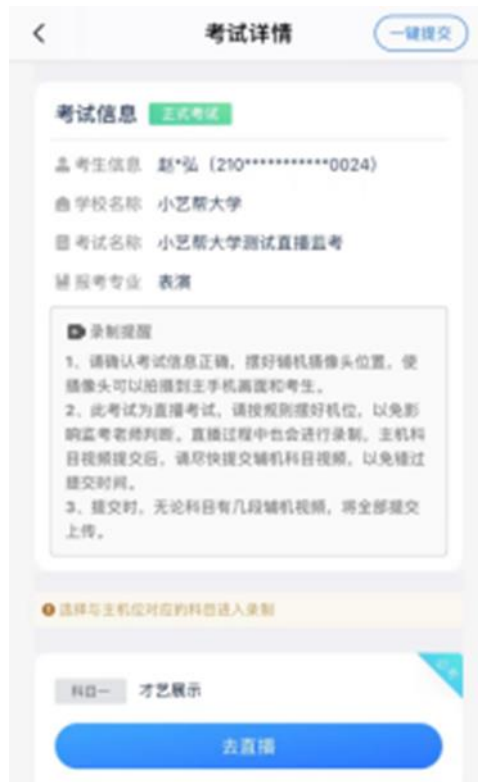 考试详情
一键提交
考试信息 正式考试
考生信息 赵*弘（210***********0024）
学校名称 小艺帮大学
考试名称 小艺帮大学测试直播监考
报考专业 表演
录制提醒
1、请确认考试信息正确，摆好辅机摄像头位置，使
摄像头可以拍摄到主手机画面和考生。
2、此考试为直播考试，请按规则摆好机位，以免影
响监考老师判断。直播过程中也会进行录制，主机科
目视频提交后，请尽快提交辅机科目视频，以免错过
提交时间。
3、提交时，无论科目有几段辅机视频，将全部提交
上传。
选择与主机位对应的科目进入录制
科目一 才艺展示
去直播